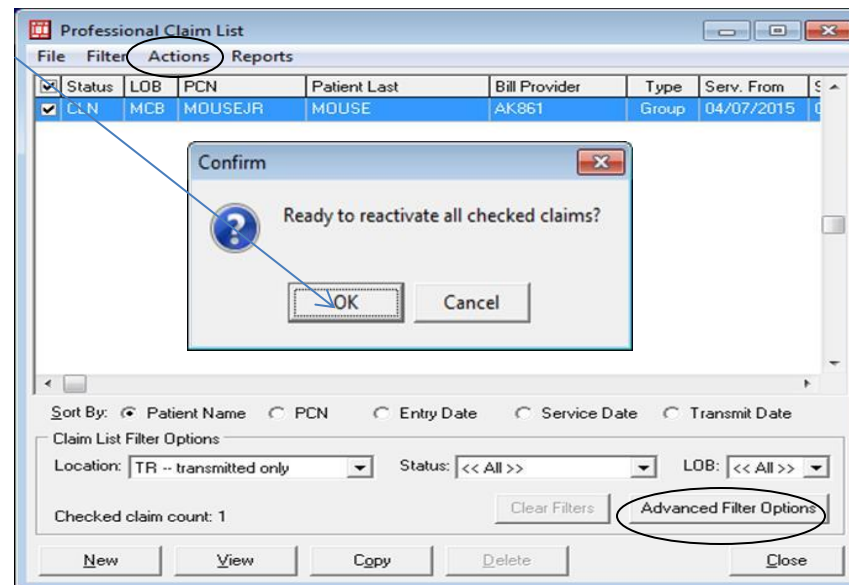 Professional Claim List
File Filter Actions Reports
Status LOB PCN Patient Last Bill Provider Type Serv. From S
CLN MCB MOUSEJR MOUSE AK861 Group 04/07/2015 0
Confirm
Ready to reactivate all checked claims?
OK Cancel
Sort By: Patient Name PCN Entry Date Service Date Transmit Date
Claim List Filter Options
Location: TR -- transmitted only Status: << All >> LOB: << All >>
Checked claim count: 1 Clear Filters Advanced Filter Options
New View Copy Delete Close